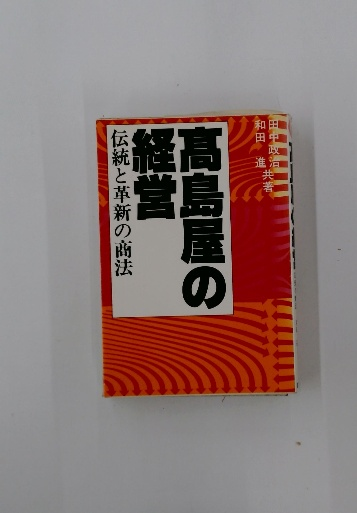 田中政治
和田　進 共著
髙島屋の
経営
伝統と革新の商法